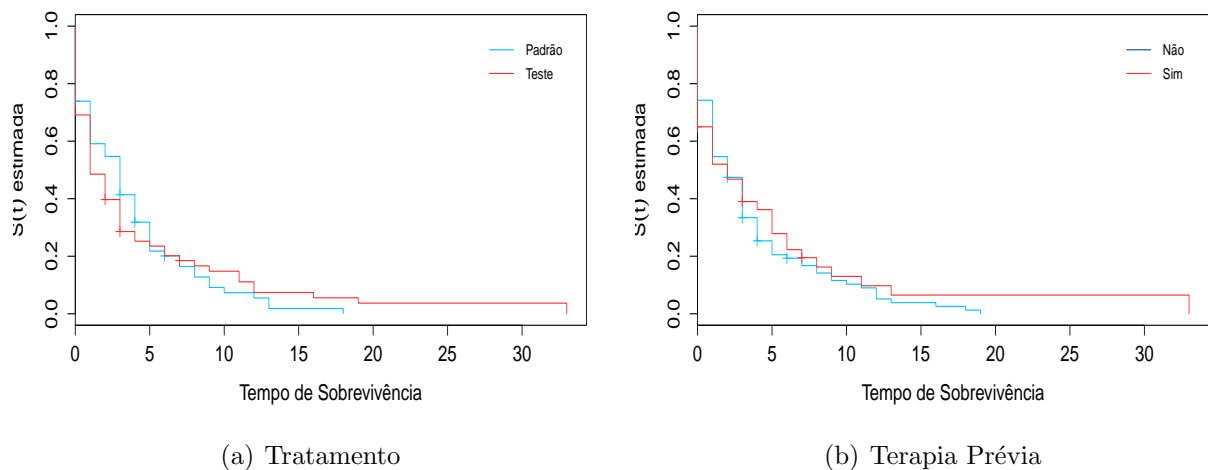 S(t) estimada
1.0
0.8
0.6
0.4
0.2
0.0
Padrão
Teste
0 5 10 15 20 25 30
Tempo de Sobrevivência
(a) Tratamento
S(t) estimada
1.0
0.8
0.6
0.4
0.2
0.0
Não
Sim
0 5 10 15 20 25 30
Tempo de Sobrevivência
(b) Terapia Prévia